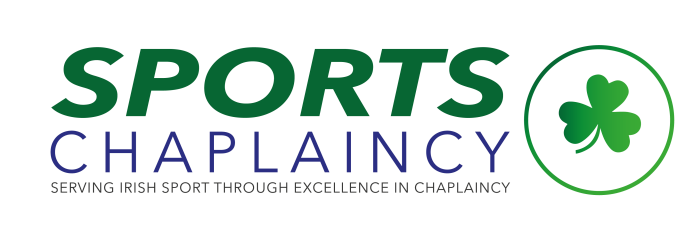 SPORTS
CHAPLAINCY
SERVING IRISH SPORT THROUGH EXCELLENCE IN CHAPLAINCY